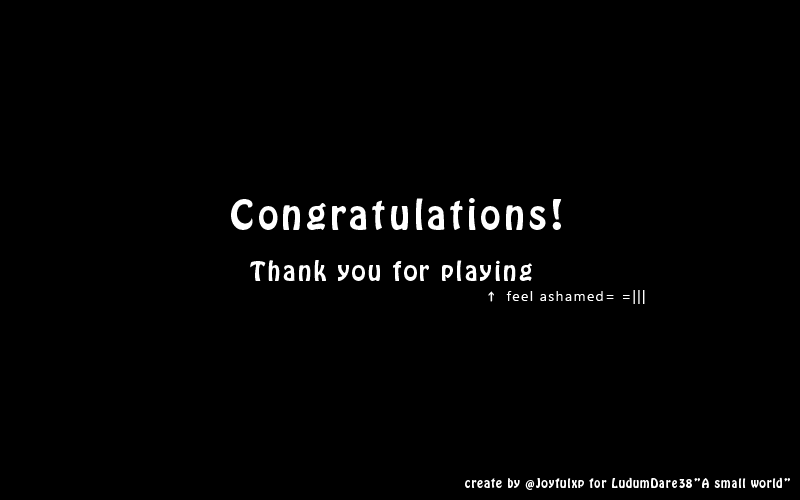 Congratulations!
Thank you for playing
↑ feel ashamed= =|||
create by @Joyfulxp for LudumDare38"A small world"